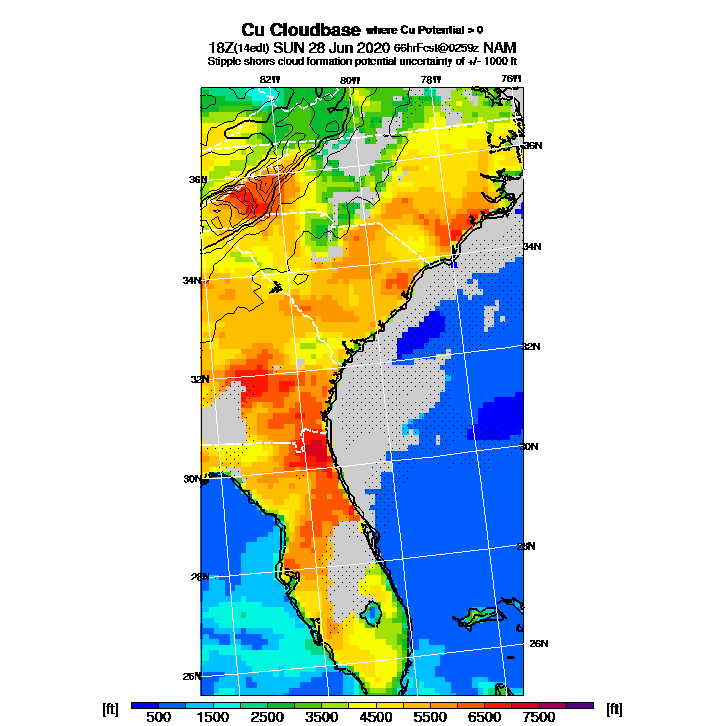 Cu Cloudbase where Cu Potential > 0
18Z(14edt) SUN 28 Jun 2020 66hrFcst@0259z NAM
Stipple shows cloud formation potential uncertainty of +/- 1000 ft
82W 80W 78W 76W
36N
36N
34N
34N
32N
32N
30N
30N
28N
28N
26N
26N
[ft] 500 1500 2500 3500 4500 5500 6500 7500 [ft]